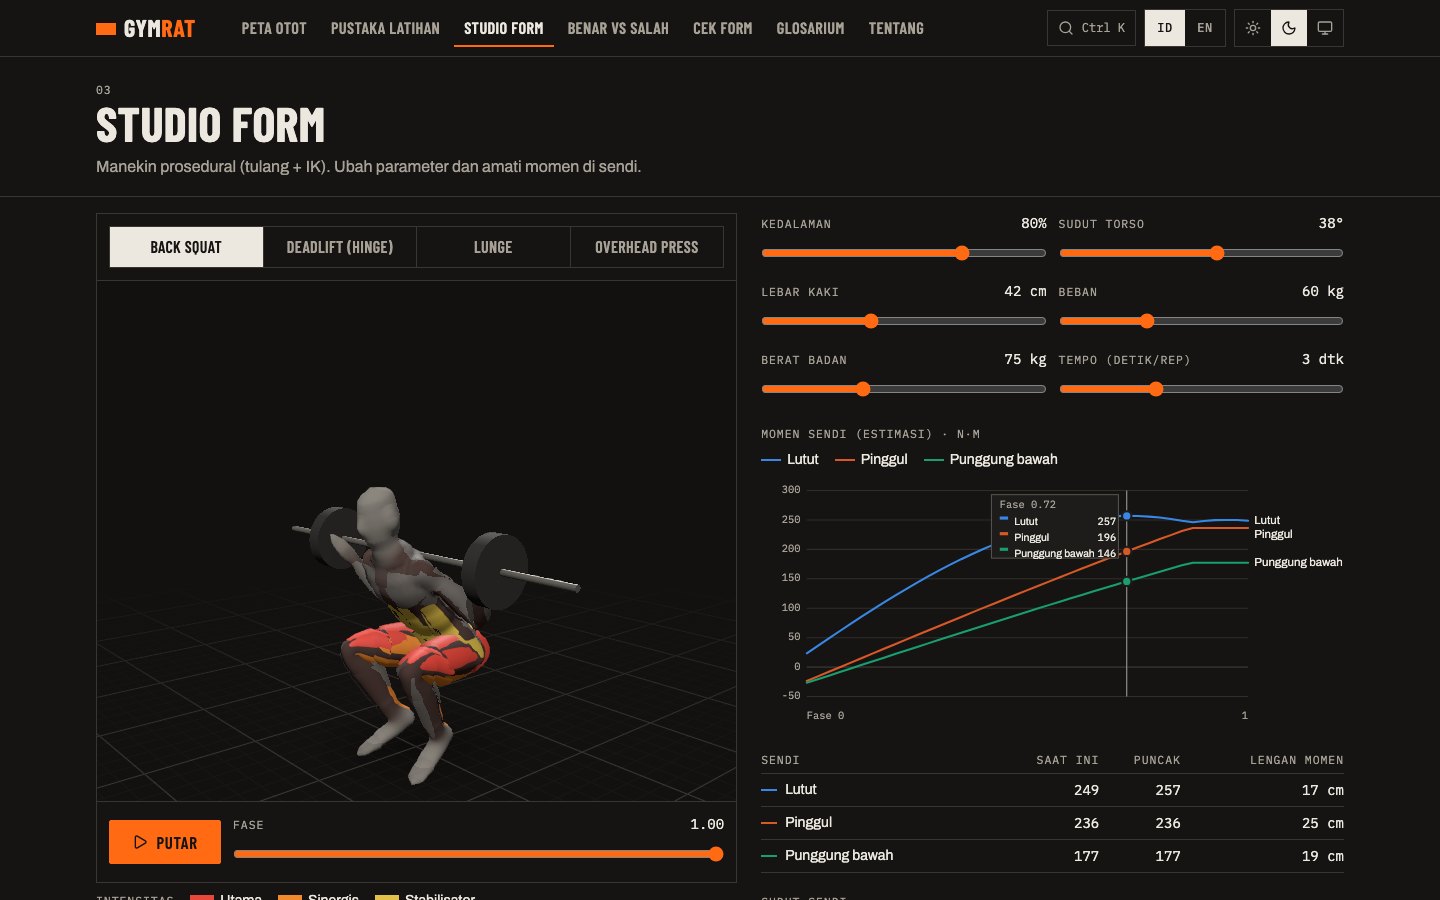 GYMRAT PETA OTOT PUSTAKA LATIHAN STUDIO FORM BENAR VS SALAH CEK FORM GLOSARIUM TENTANG Ctrl K ID EN
03
STUDIO FORM
Manekin prosedural (tulang + IK). Ubah parameter dan amati momen di sendi.
BACK SQUAT DEADLIFT (HINGE) LUNGE OVERHEAD PRESS
PUTAR
FASE 1.00
INTENSITAS Utama Sinergis Stabilisator
KEDALAMAN 80% SUDUT TORSO 38°
LEBAR KAKI 42 cm BEBAN 60 kg
BERAT BADAN 75 kg TEMPO (DETIK/REP) 3 dtk
MOMEN SENDI (ESTIMASI) · N·M
Lutut Pinggul Punggung bawah
300
250
200
150
100
50
0
-50
Fase 0.72
Lutut 257
Pinggul 196
Punggung bawah 146
Lutut
Pinggul
Punggung bawah
Fase 0 1
SENDI SAAT INI PUNCAK LENGAN MOMEN
Lutut 249 257 17 cm
Pinggul 236 236 25 cm
Punggung bawah 177 177 19 cm
SUDUT SENDI